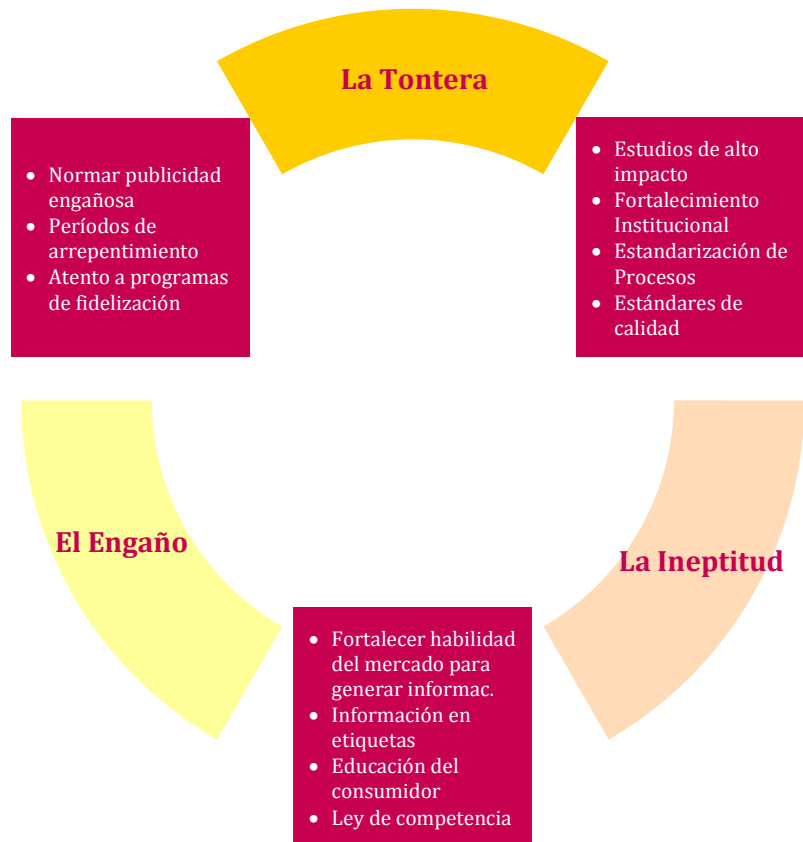 La Tontera
• Normar publicidad
engañosa
• Períodos de
arrepentimiento
• Atento a programas
de fidelización
• Estudios de alto
impacto
• Fortalecimiento
Institucional
• Estandarización de
Procesos
• Estándares de
calidad
El Engaño
La Ineptitud
• Fortalecer habilidad
del mercado para
generar informac.
• Información en
etiquetas
• Educación del
consumidor
• Ley de competencia